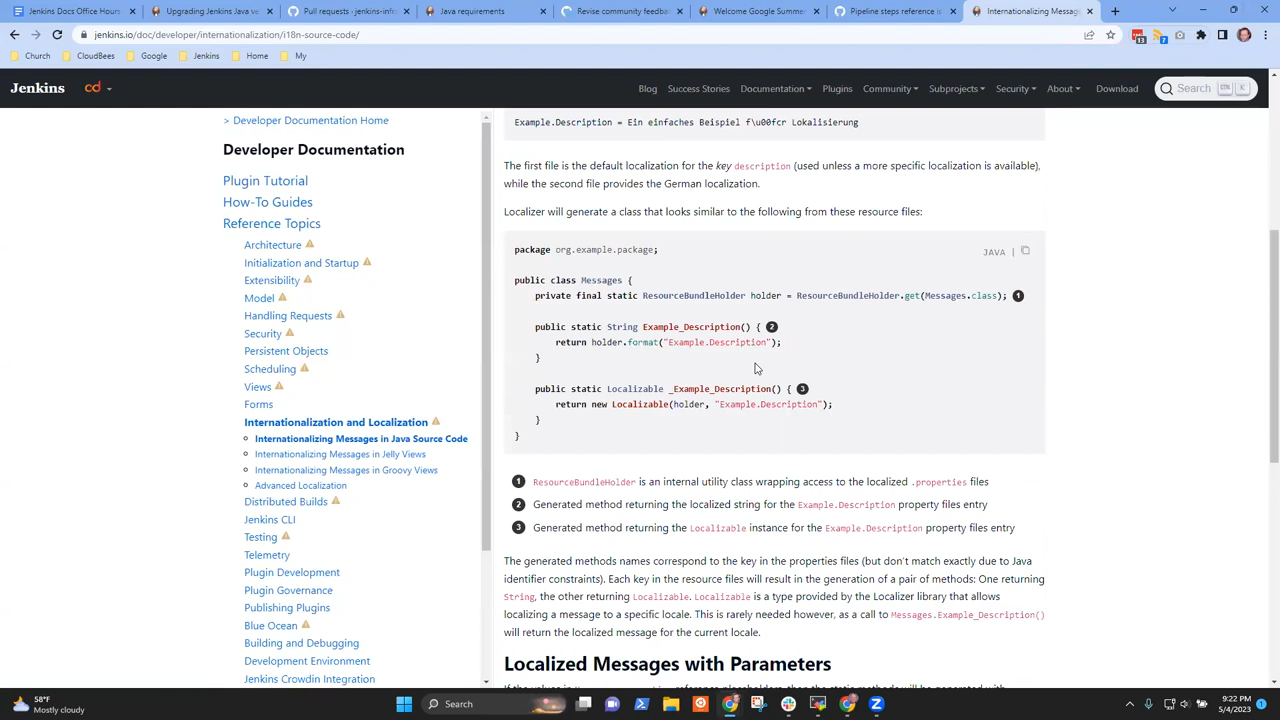 Jenkins Docs Office Hours
Upgrading Jenkins Java ve
Pull requests · jenkins-infr
Java requirements
Revise community feedba
Welcome Google Summer
Pipeline steps reference is
Internationalizing Messag
jenkins.io/doc/developer/internationalization/i18n-source-code/
13
7
Church
CloudBees
Google
Jenkins
Home
My
Jenkins
cd
Blog
Success Stories
Documentation
Plugins
Community
Subprojects
Security
About
Download
Search
CTRL
K
> Developer Documentation Home
Developer Documentation
Plugin Tutorial
How-To Guides
Reference Topics
Architecture
Initialization and Startup
Extensibility
Model
Handling Requests
Security
Persistent Objects
Scheduling
Views
Forms
Internationalization and Localization
Internationalizing Messages in Java Source Code
Internationalizing Messages in Jelly Views
Internationalizing Messages in Groovy Views
Advanced Localization
Distributed Builds
Jenkins CLI
Testing
Telemetry
Plugin Development
Plugin Governance
Publishing Plugins
Blue Ocean
Building and Debugging
Development Environment
Jenkins Crowdin Integration
Example.Description = Ein einfaches Beispiel f\u00fcr Lokalisierung
The first file is the default localization for the key description (used unless a more specific localization is available),
while the second file provides the German localization.
Localizer will generate a class that looks similar to the following from these resource files:
package org.example.package;
JAVA |
public class Messages {
private final static ResourceBundleHolder holder = ResourceBundleHolder.get(Messages.class); 1
public static String Example_Description() { 2
return holder.format("Example.Description");
}
public static Localizable _Example_Description() { 3
return new Localizable(holder, "Example.Description");
}
}
1 ResourceBundleHolder is an internal utility class wrapping access to the localized .properties files
2 Generated method returning the localized string for the Example.Description property files entry
3 Generated method returning the Localizable instance for the Example.Description property files entry
The generated methods names correspond to the key in the properties files (but don't match exactly due to Java
identifier constraints). Each key in the resource files will result in the generation of a pair of methods: One returning
String, the other returning Localizable. Localizable is a type provided by the Localizer library that allows
localizing a message to a specific locale. This is rarely needed however, as a call to Messages.Example_Description()
will return the localized message for the current locale.
Localized Messages with Parameters
58°F
Mostly cloudy
Search
9:22 PM
5/4/2023